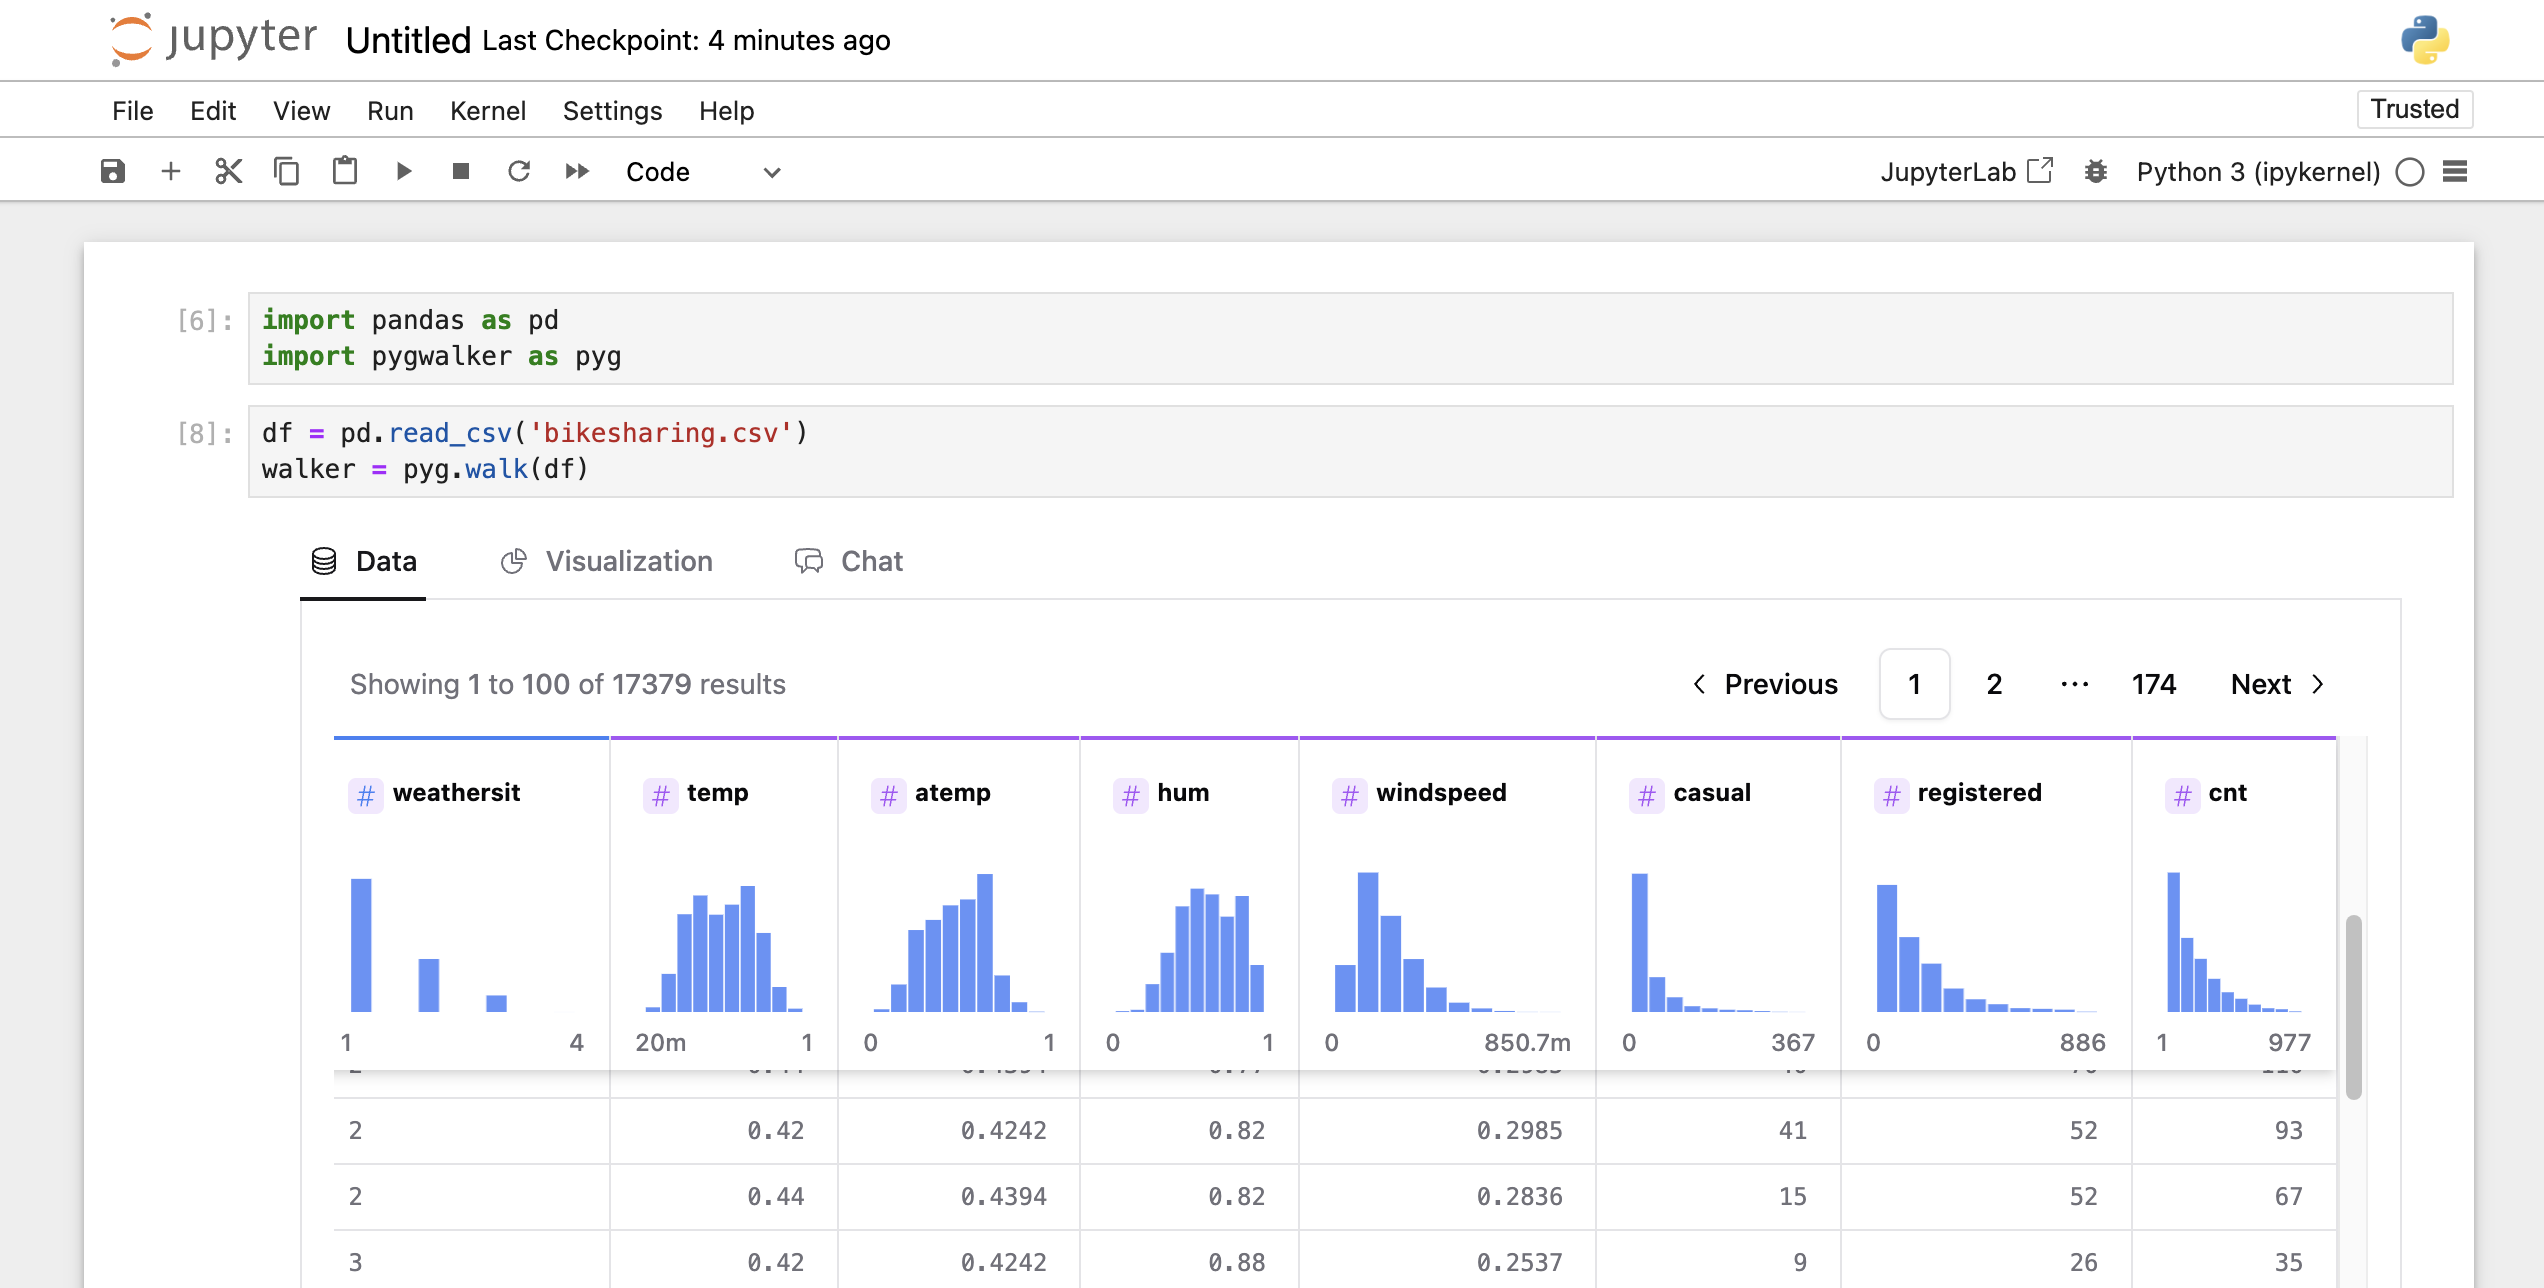 jupyter Untitled Last Checkpoint: 4 minutes ago
File Edit View Run Kernel Settings Help Trusted
Code JupyterLab Python 3 (ipykernel)
[6]: import pandas as pd
import pygwalker as pyg
[8]: df = pd.read_csv('bikesharing.csv')
walker = pyg.walk(df)
Data Visualization Chat
Showing 1 to 100 of 17379 results Previous 1 2 ... 174 Next
# weathersit # temp # atemp # hum # windspeed # casual # registered # cnt
1 4 20m 1 0 1 0 1 0 850.7m 0 367 0 886 1 977
2 0.42 0.4242 0.82 0.2985 41 52 93
2 0.44 0.4394 0.82 0.2836 15 52 67
3 0.42 0.4242 0.88 0.2537 9 26 35